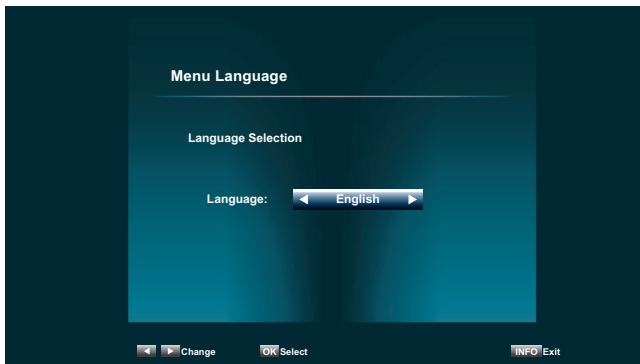 Menu Language
Language Selection
Language: ◀ English ▶
◀ ▶ Change OK Select INFO Exit